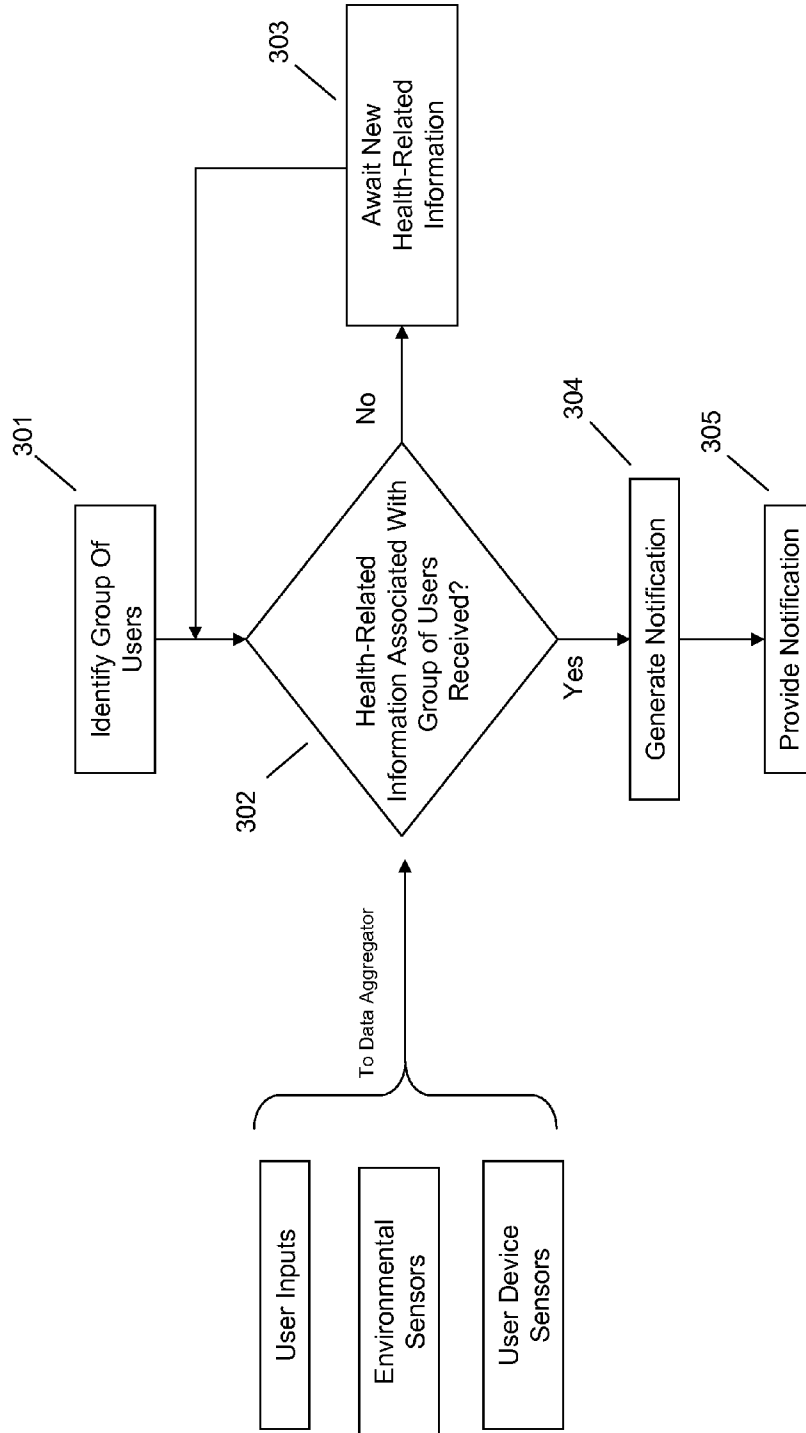 301
Identify Group Of
Users
302
Health-Related
Information Associated With
Group of Users
Received?
No
303
Await New
Health-Related
Information
Yes
304
Generate Notification
305
Provide Notification
To Data Aggregator
User Inputs
Environmental
Sensors
User Device
Sensors